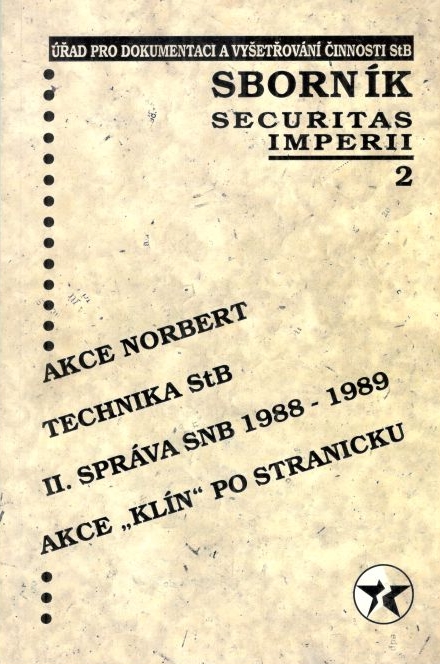 ÚŘAD PRO DOKUMENTACI A VYŠETŘOVÁNÍ ČINNOSTI StB
SBORNÍK
SECURITAS
IMPERII
2
AKCE NORBERT
TECHNIKA StB
II. SPRÁVA SNB 1988 - 1989
AKCE „KLÍN“ PO STRANICKU